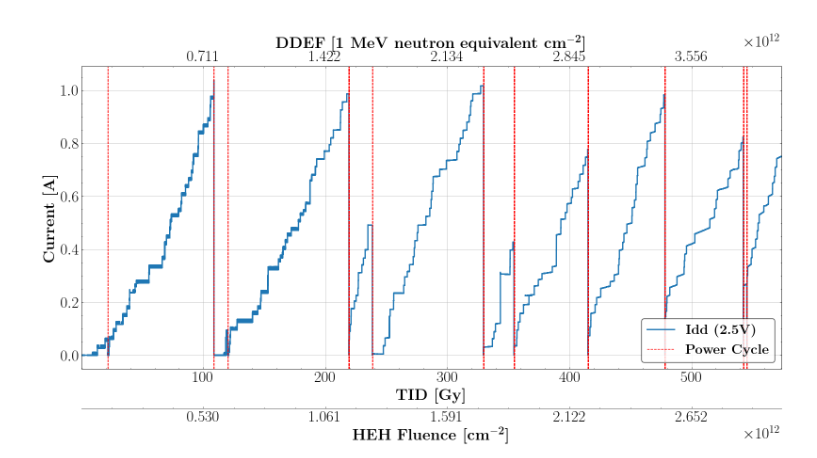 DDEF [1 MeV neutron equivalent cm⁻²]
×10¹²
0.711 1.422 2.134 2.845 3.556
Current [A]
1.0
0.8
0.6
0.4
0.2
0.0
Idd (2.5V)
Power Cycle
100 200 300 400 500
TID [Gy]
0.530 1.061 1.591 2.122 2.652
HEH Fluence [cm⁻²]
×10¹²